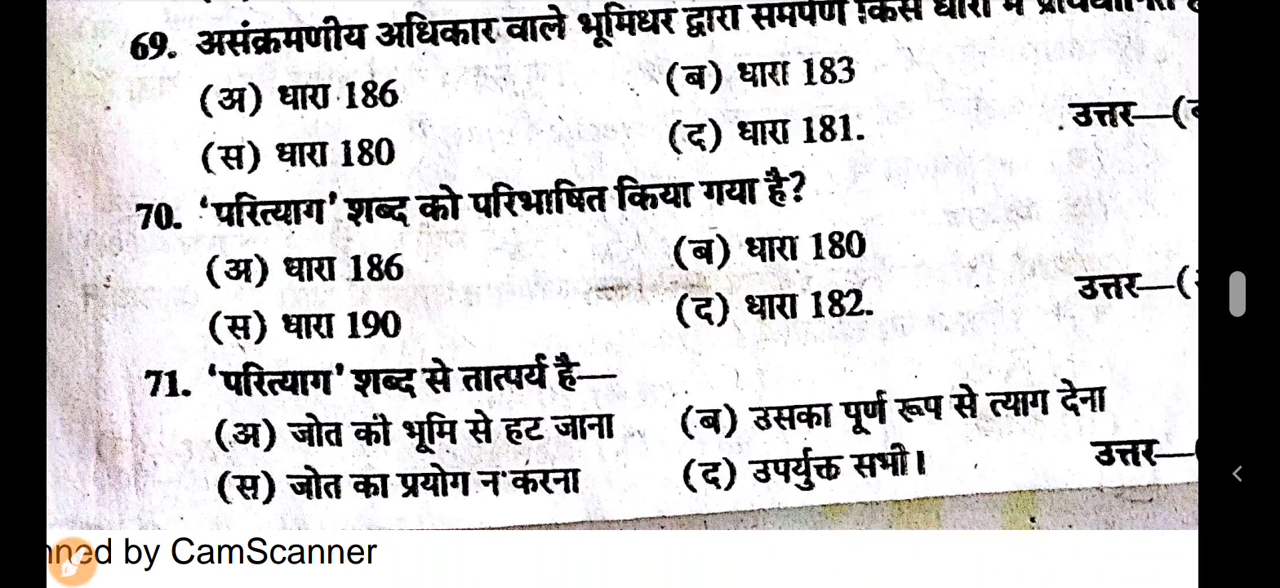 69. असंक्रमणीय अधिकार वाले भूमिधर द्वारा समर्पण किस धारा में
(अ) धारा 186 (ब) धारा 183
(स) धारा 180 (द) धारा 181. उत्तर—(
70. 'परित्याग' शब्द को परिभाषित किया गया है?
(अ) धारा 186 (ब) धारा 180
(स) धारा 190 (द) धारा 182. उत्तर—(
71. 'परित्याग' शब्द से तात्पर्य है—
(अ) जोत की भूमि से हट जाना (ब) उसका पूर्ण रूप से त्याग देना
(स) जोत का प्रयोग न करना (द) उपर्युक्त सभी। उत्तर—
by CamScanner